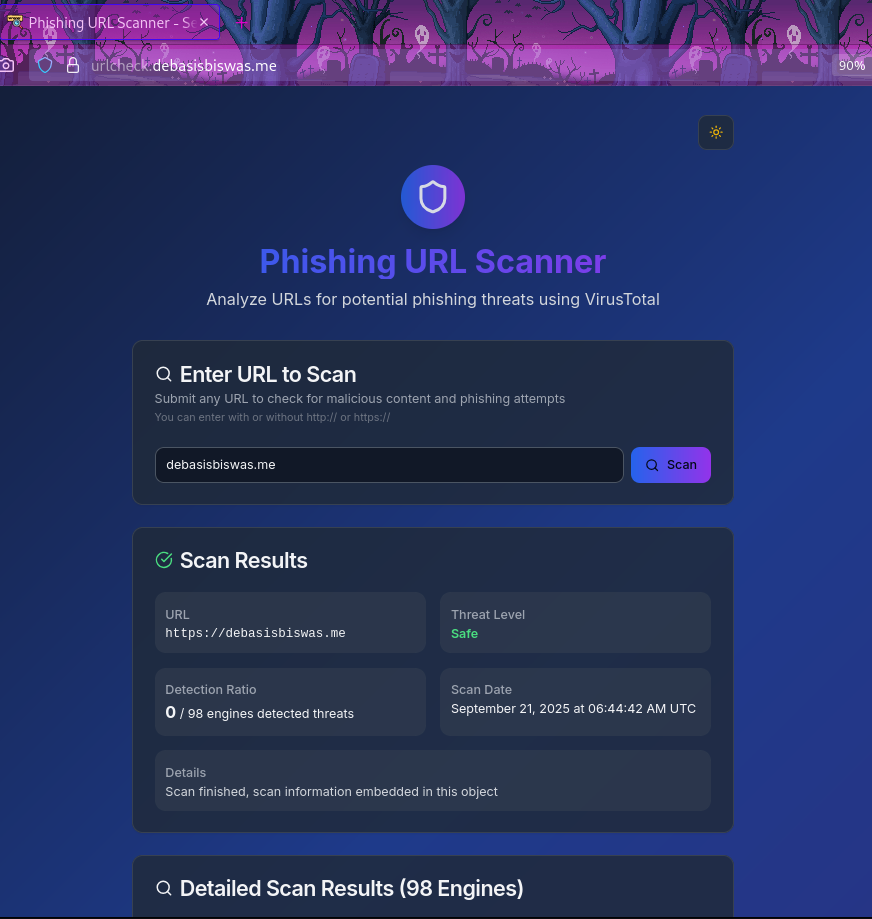 Phishing URL Scanner - S
urlcheck.debasisbiswas.me
90%
Phishing URL Scanner
Analyze URLs for potential phishing threats using VirusTotal
Enter URL to Scan
Submit any URL to check for malicious content and phishing attempts
You can enter with or without http:// or https://
debasisbiswas.me
Scan
Scan Results
URL
https://debasisbiswas.me
Threat Level
Safe
Detection Ratio
0 / 98 engines detected threats
Scan Date
September 21, 2025 at 06:44:42 AM UTC
Details
Scan finished, scan information embedded in this object
Detailed Scan Results (98 Engines)